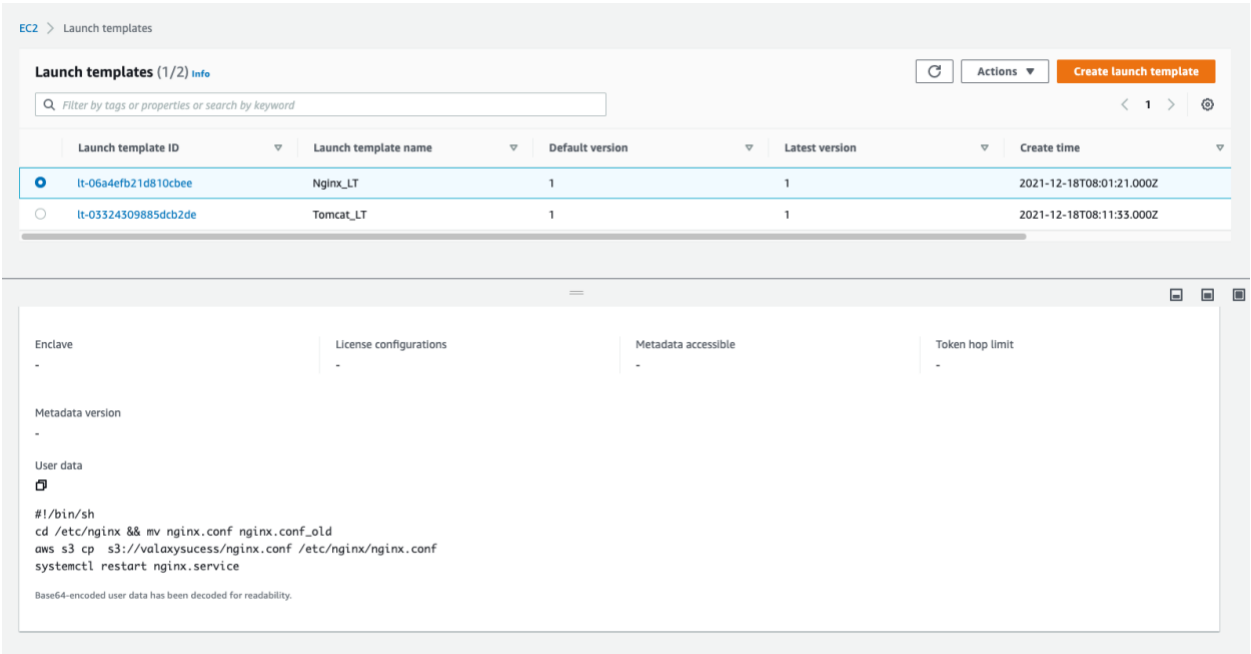 EC2 > Launch templates
Launch templates (1/2) Info
Actions ▼ Create launch template
Filter by tags or properties or search by keyword
< 1 >
Launch template ID Launch template name Default version Latest version Create time
lt-06a4efb21d810cbee Nginx_LT 1 1 2021-12-18T08:01:21.000Z
lt-03324309885dcb2de Tomcat_LT 1 1 2021-12-18T08:11:33.000Z
Enclave License configurations Metadata accessible Token hop limit
- - - -
Metadata version
-
User data
#!/bin/sh
cd /etc/nginx && mv nginx.conf nginx.conf_old
aws s3 cp  s3://valaxysucess/nginx.conf /etc/nginx/nginx.conf
systemctl restart nginx.service
Base64-encoded user data has been decoded for readability.